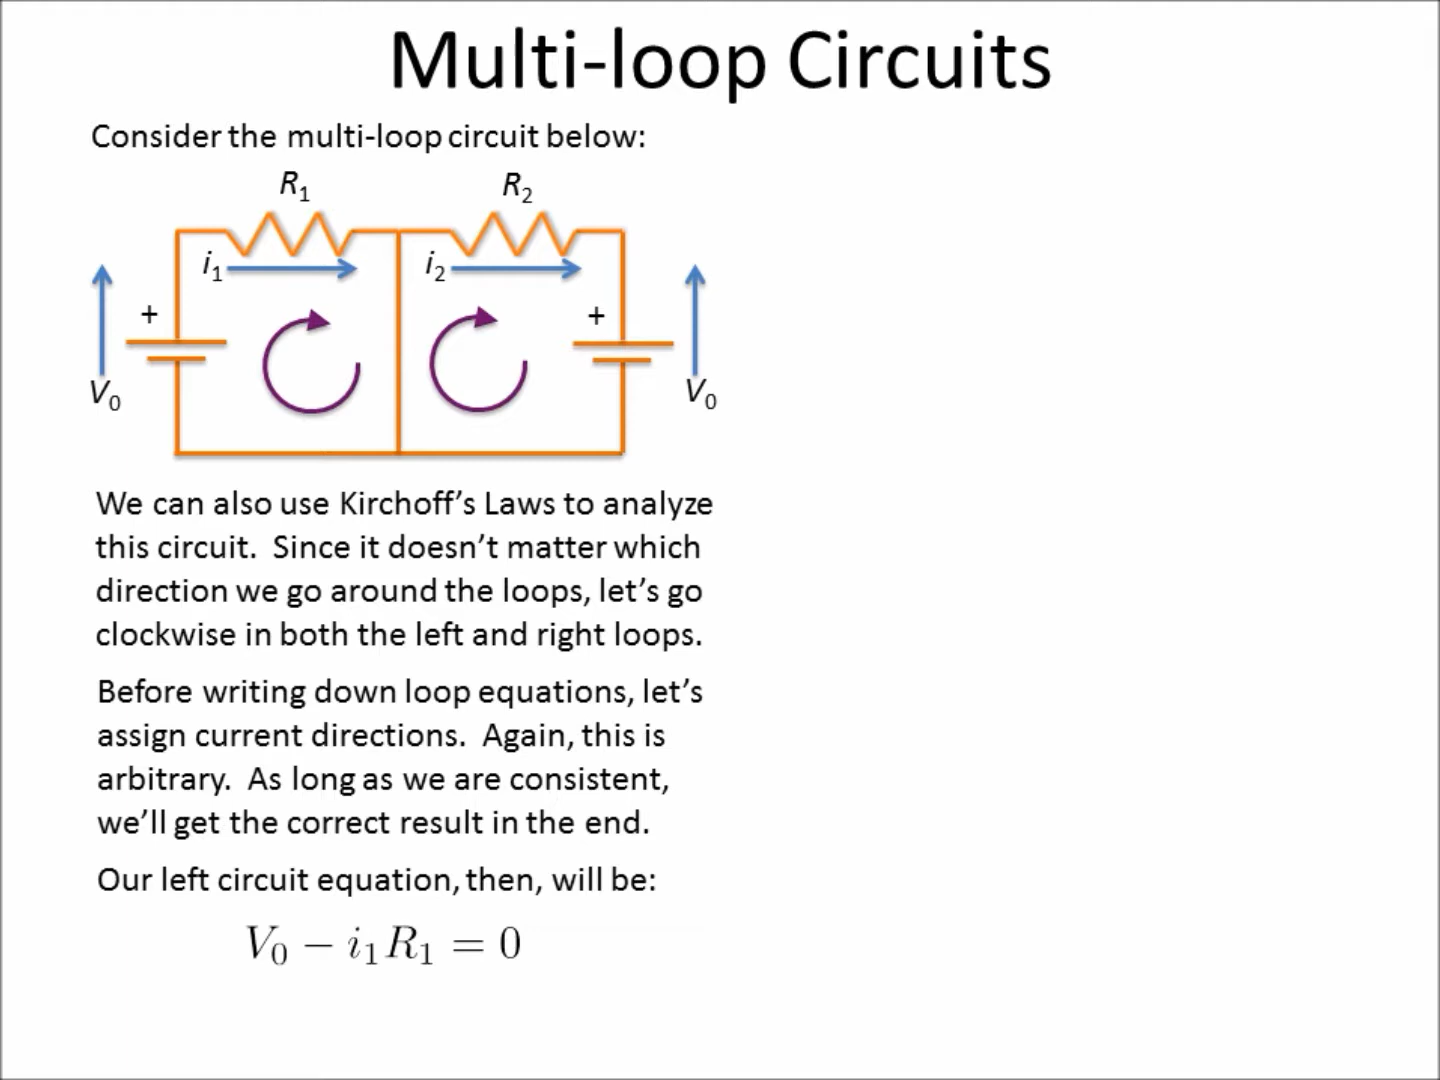 Multi-loop Circuits
Consider the multi-loop circuit below:
R₁ R₂
i₁ i₂
+ +
V₀ V₀
We can also use Kirchoff’s Laws to analyze
this circuit. Since it doesn’t matter which
direction we go around the loops, let’s go
clockwise in both the left and right loops.
Before writing down loop equations, let’s
assign current directions. Again, this is
arbitrary. As long as we are consistent,
we’ll get the correct result in the end.
Our left circuit equation, then, will be:
V₀ − i₁R₁ = 0